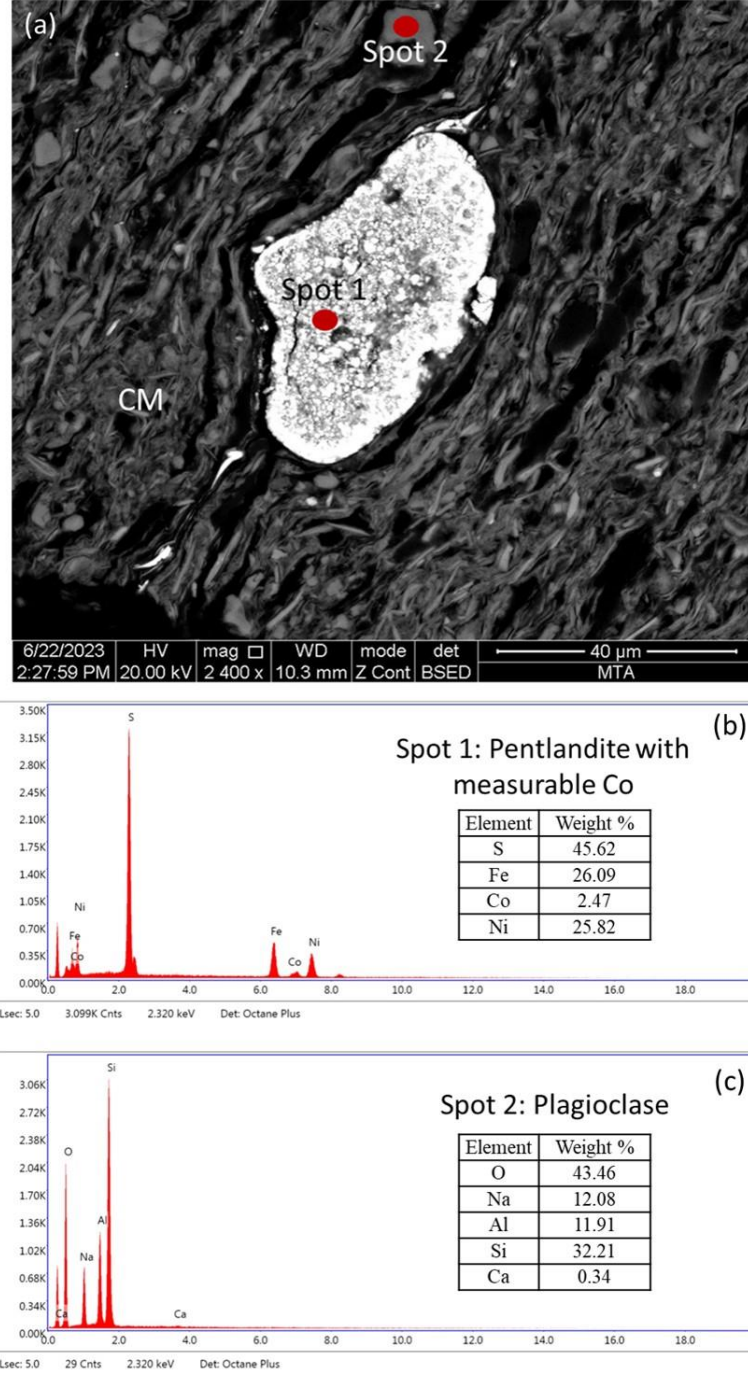 (a)
Spot 2
Spot 1
CM
6/22/2023 HV mag □ WD mode det 40 µm
2:27:59 PM 20.00 kV 2 400 x 10.3 mm Z Cont BSED MTA
(b)
Spot 1: Pentlandite with
measurable Co
Element Weight %
S 45.62
Fe 26.09
Co 2.47
Ni 25.82
3.50K
3.15K
2.80K
2.45K
2.10K
1.75K
1.40K
1.05K
0.70K
0.35K
0.00K
S
Ni
Fe
Co
Fe
Co
Ni
0.0 2.0 4.0 6.0 8.0 10.0 12.0 14.0 16.0 18.0
Lsec: 5.0 3.099K Cnts 2.320 keV Det: Octane Plus
(c)
Spot 2: Plagioclase
Element Weight %
O 43.46
Na 12.08
Al 11.91
Si 32.21
Ca 0.34
3.06K
2.72K
2.38K
2.04K
1.70K
1.36K
1.02K
0.68K
0.34K
0.00K
Si
O
Al
Na
Ca
Ca
0.0 2.0 4.0 6.0 8.0 10.0 12.0 14.0 16.0 18.0
Lsec: 5.0 29 Cnts 2.320 keV Det: Octane Plus